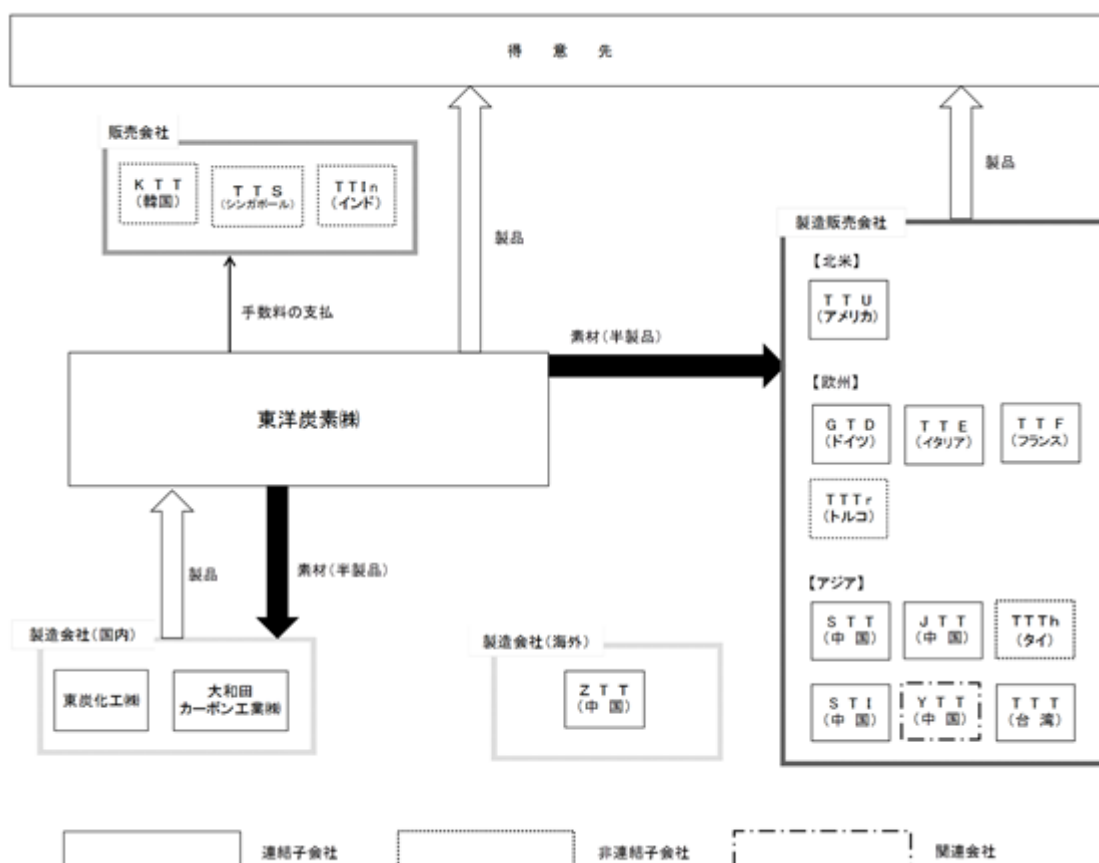 得 意 先
販売会社
K T T
(韓国)
T T S
(シンガポール)
T T I n
(インド)
製品
製品
手数料の支払
素材(半製品)
東洋炭素㈱
製品
素材(半製品)
製造会社(国内)
東炭化工㈱
大和田
カーボン工業㈱
製造会社(海外)
Z T T
(中 国)
製造販売会社
【北米】
T T U
(アメリカ)
【欧州】
G T D
(ドイツ)
T T E
(イタリア)
T T F
(フランス)
T T T r
(トルコ)
【アジア】
S T T
(中 国)
J T T
(中 国)
T T T h
(タイ)
S T I
(中 国)
Y T T
(中 国)
T T T
(台 湾)
連結子会社
非連結子会社
関連会社